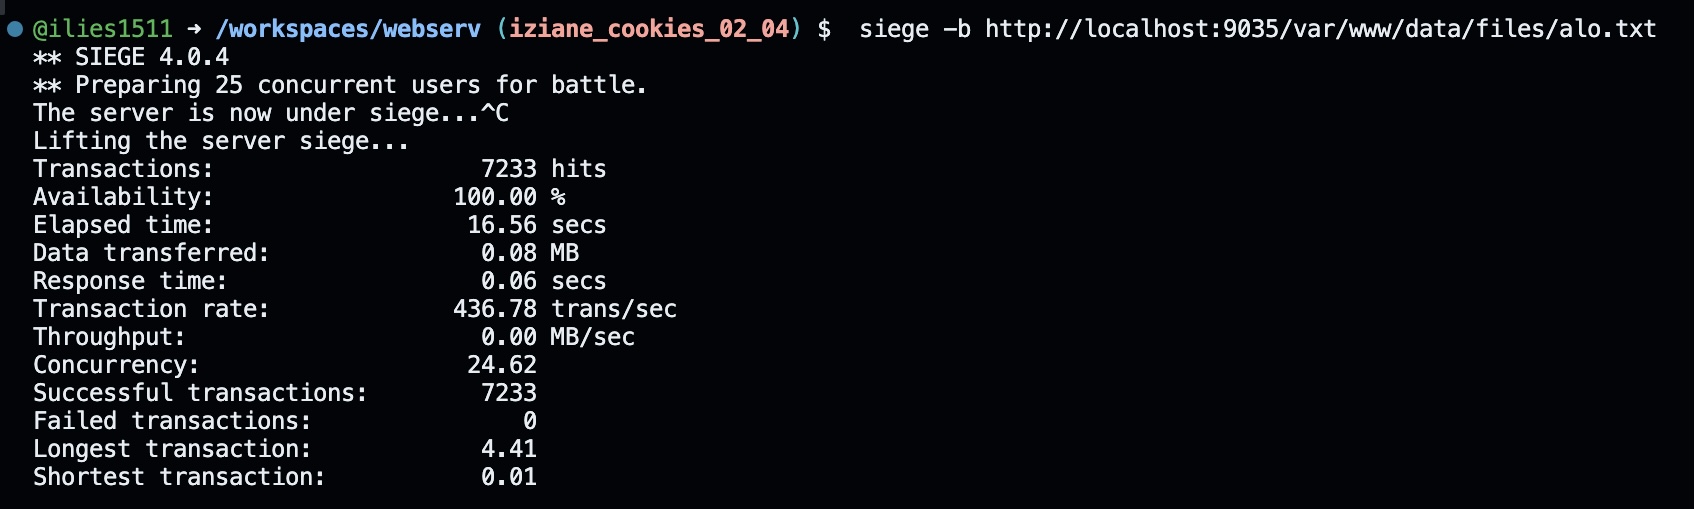 @ilies1511 → /workspaces/webserv (iziane_cookies_02_04) $  siege -b http://localhost:9035/var/www/data/files/alo.txt
** SIEGE 4.0.4
** Preparing 25 concurrent users for battle.
The server is now under siege...^C
Lifting the server siege...
Transactions:                   7233 hits
Availability:                 100.00 %
Elapsed time:                  16.56 secs
Data transferred:               0.08 MB
Response time:                  0.06 secs
Transaction rate:             436.78 trans/sec
Throughput:                     0.00 MB/sec
Concurrency:                   24.62
Successful transactions:        7233
Failed transactions:               0
Longest transaction:            4.41
Shortest transaction:           0.01